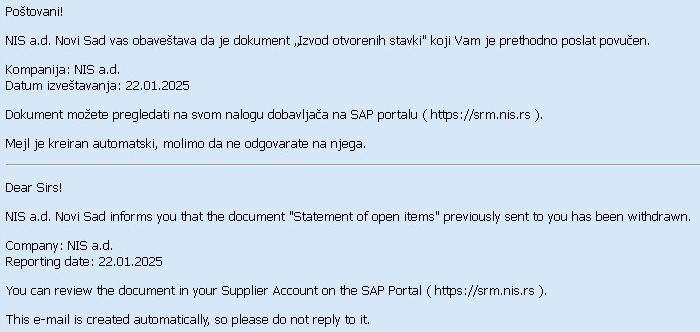 Poštovani!
NIS a.d. Novi Sad vas obaveštava da je dokument „Izvod otvorenih stavki" koji Vam je prethodno poslat povučen.
Kompanija: NIS a.d.
Datum izveštavanja: 22.01.2025
Dokument možete pregledati na svom nalogu dobavljača na SAP portalu ( https://srm.nis.rs ).
Mejl je kreiran automatski, molimo da ne odgovarate na njega.
Dear Sirs!
NIS a.d. Novi Sad informs you that the document "Statement of open items" previously sent to you has been withdrawn.
Company: NIS a.d.
Reporting date: 22.01.2025
You can review the document in your Supplier Account on the SAP Portal ( https://srm.nis.rs ).
This e-mail is created automatically, so please do not reply to it.